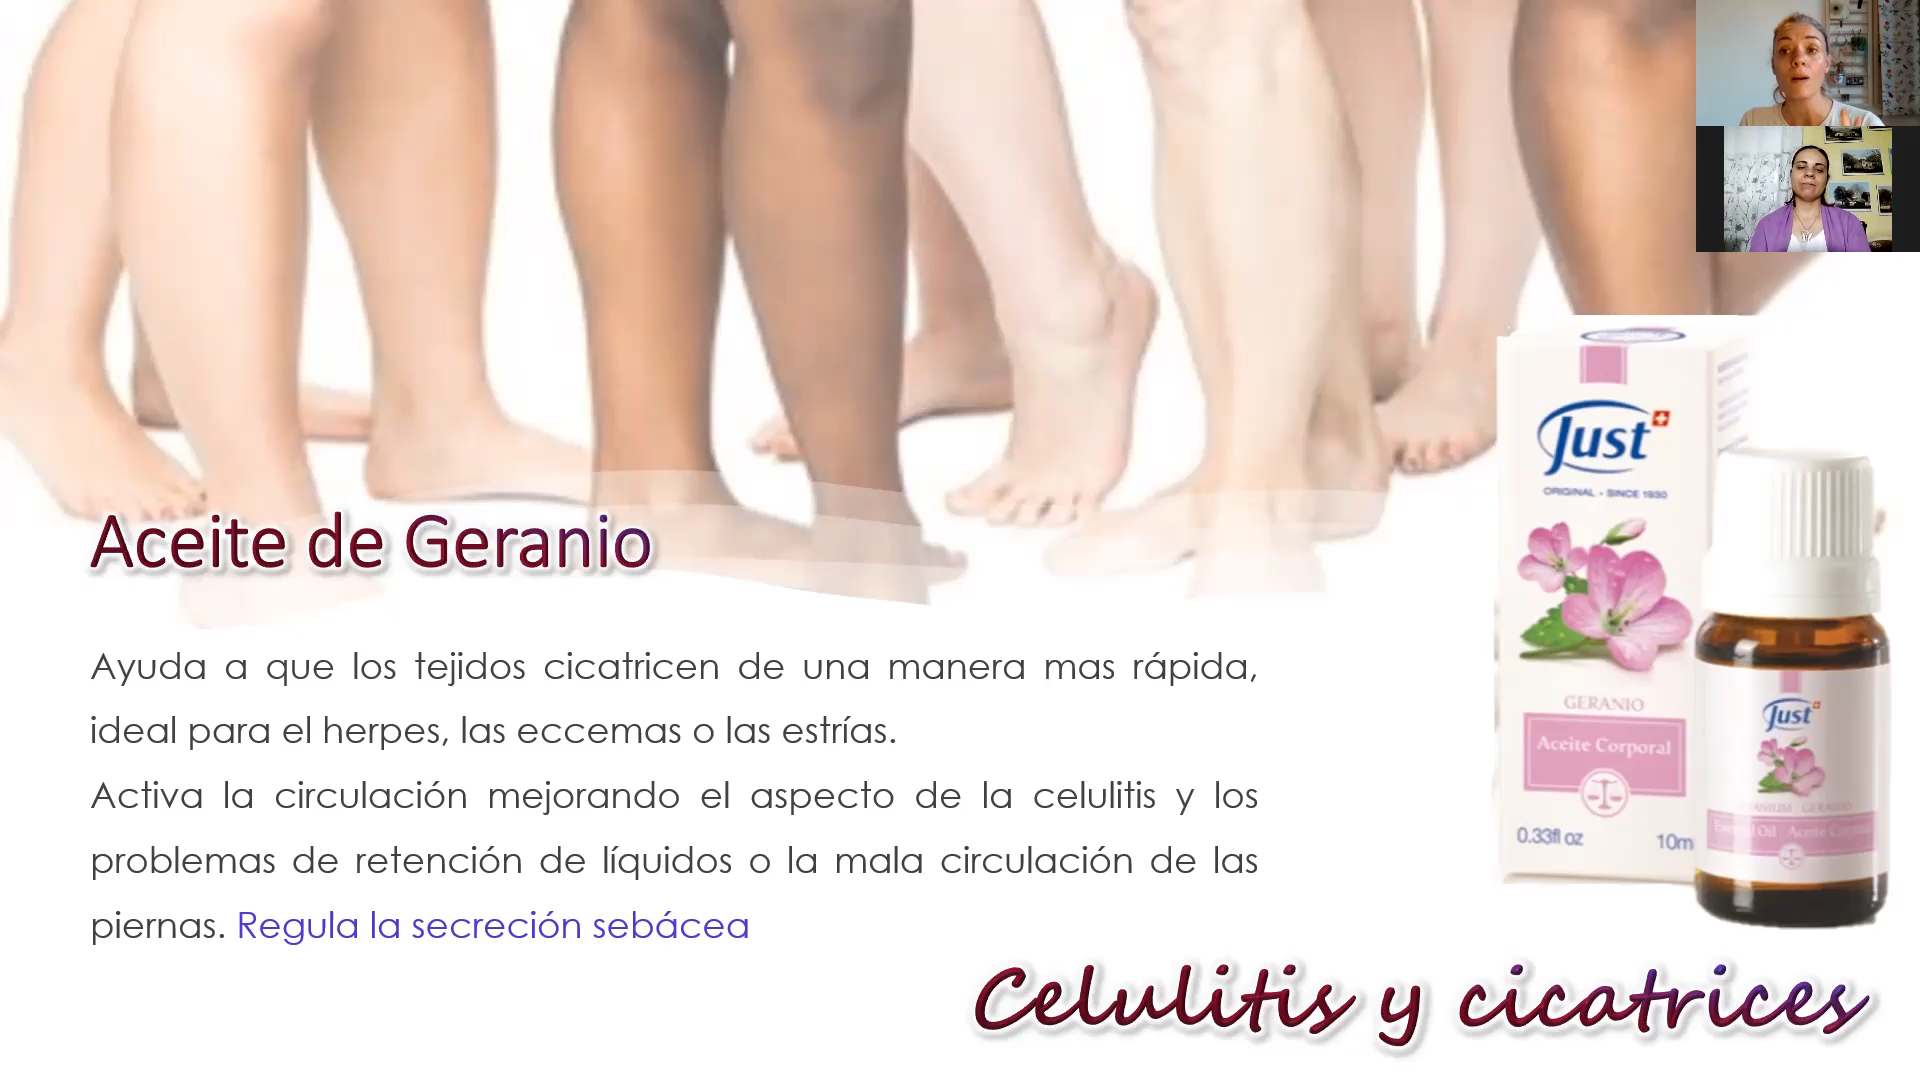 Just
ORIGINAL - SINCE 1930
GERANIO
Aceite Corporal
0.33fl oz
Just
Aceite de Geranio
Ayuda a que los tejidos cicatricen de una manera mas rápida,
ideal para el herpes, las eccemas o las estrías.
Activa la circulación mejorando el aspecto de la celulitis y los
problemas de retención de líquidos o la mala circulación de las
piernas. Regula la secreción sebácea
Celulitis y cicatrices